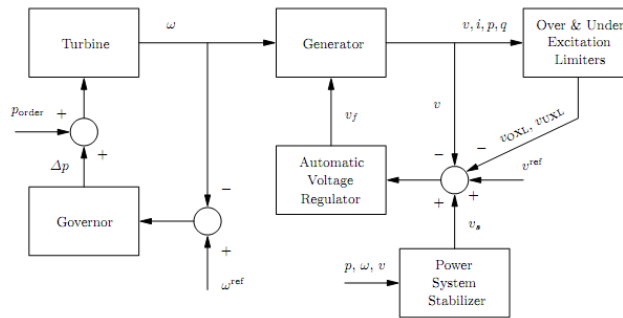 ω
v, i, p, q
Turbine
Generator
Over & Under
Excitation
Limiters
p_order
+
+
Δp
v_f
v
v_OXL, v_UXL
−
−
Automatic
Voltage
Regulator
v^ref
+
+
Governor
−
+
ω^ref
v_s
p, ω, v
Power
System
Stabilizer